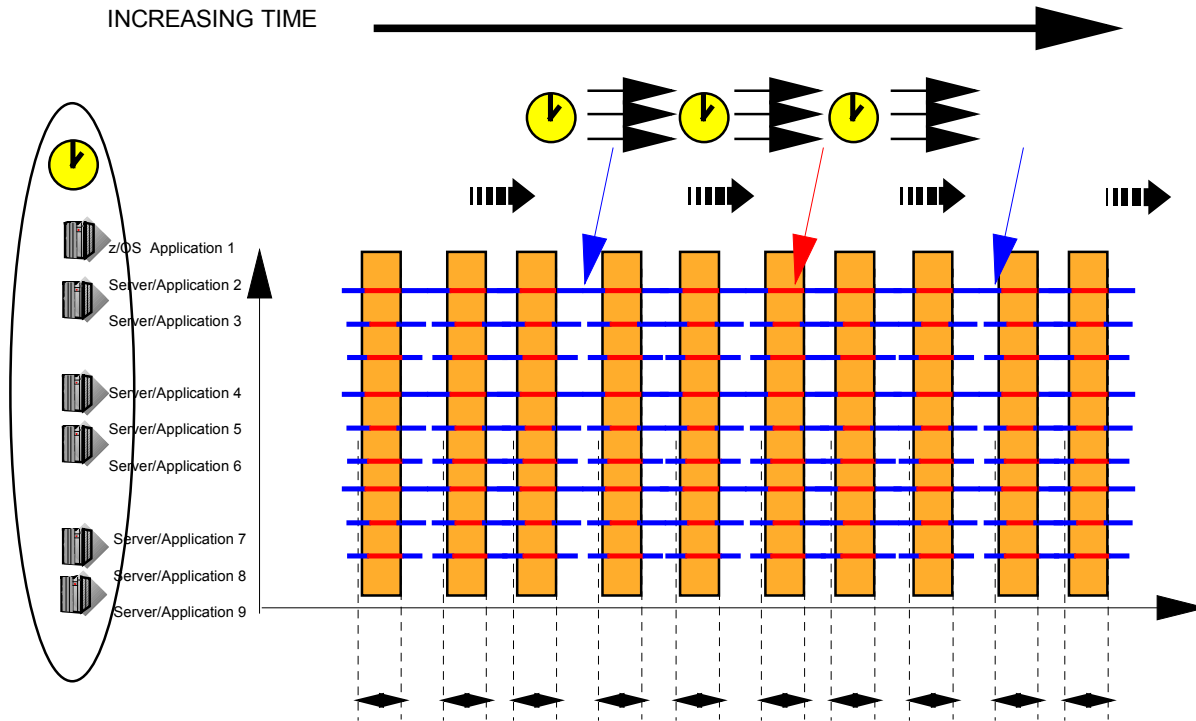 INCREASING TIME
z/OS  Application 1
Server/Application 2
Server/Application 3
Server/Application 4
Server/Application 5
Server/Application 6
Server/Application 7
Server/Application 8
Server/Application 9